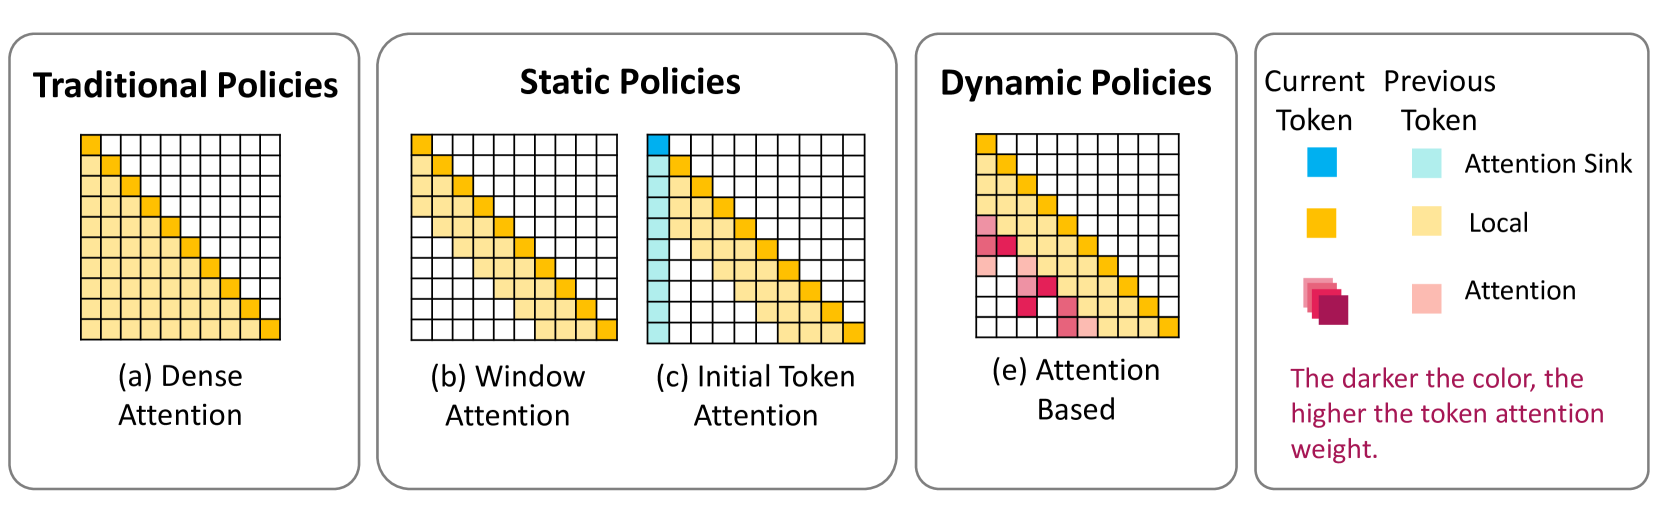 Traditional Policies
(a) Dense
Attention
Static Policies
(b) Window
Attention
(c) Initial Token
Attention
Dynamic Policies
(e) Attention
Based
Current
Token
Previous
Token
Attention Sink
Local
Attention
The darker the color, the
higher the token attention
weight.